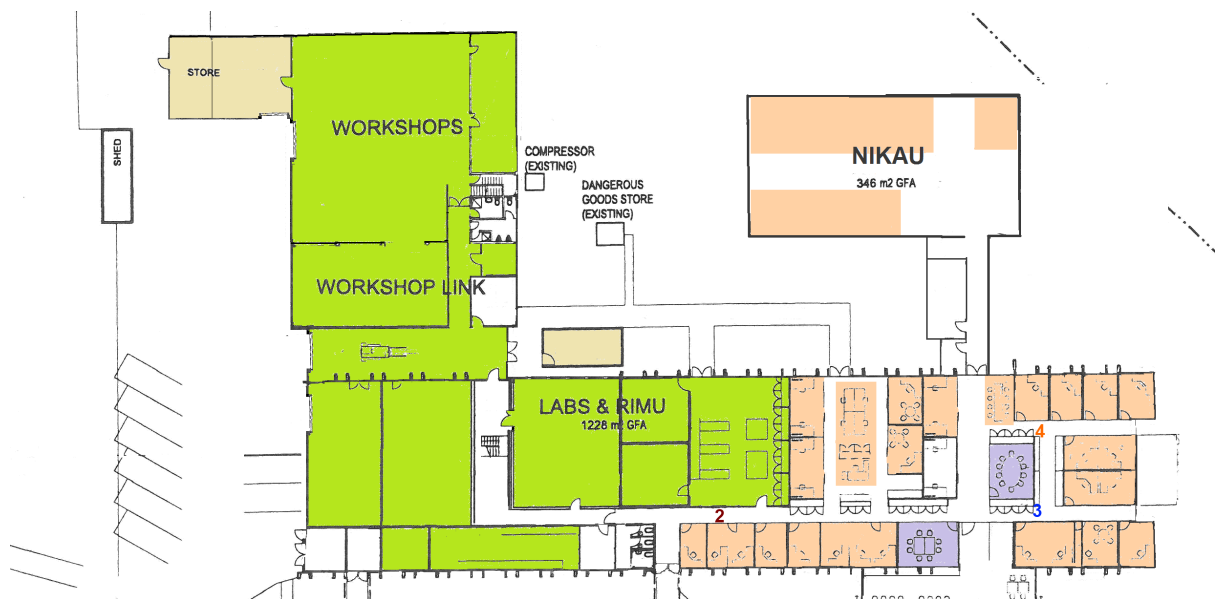 STORE
WORKSHOPS
SHED
COMPRESSOR
(EXISTING)
DANGEROUS
GOODS STORE
(EXISTING)
NIKAU
346 m2 GFA
WORKSHOP LINK
LABS & RIMU
1228 m2 GFA
4
3
2